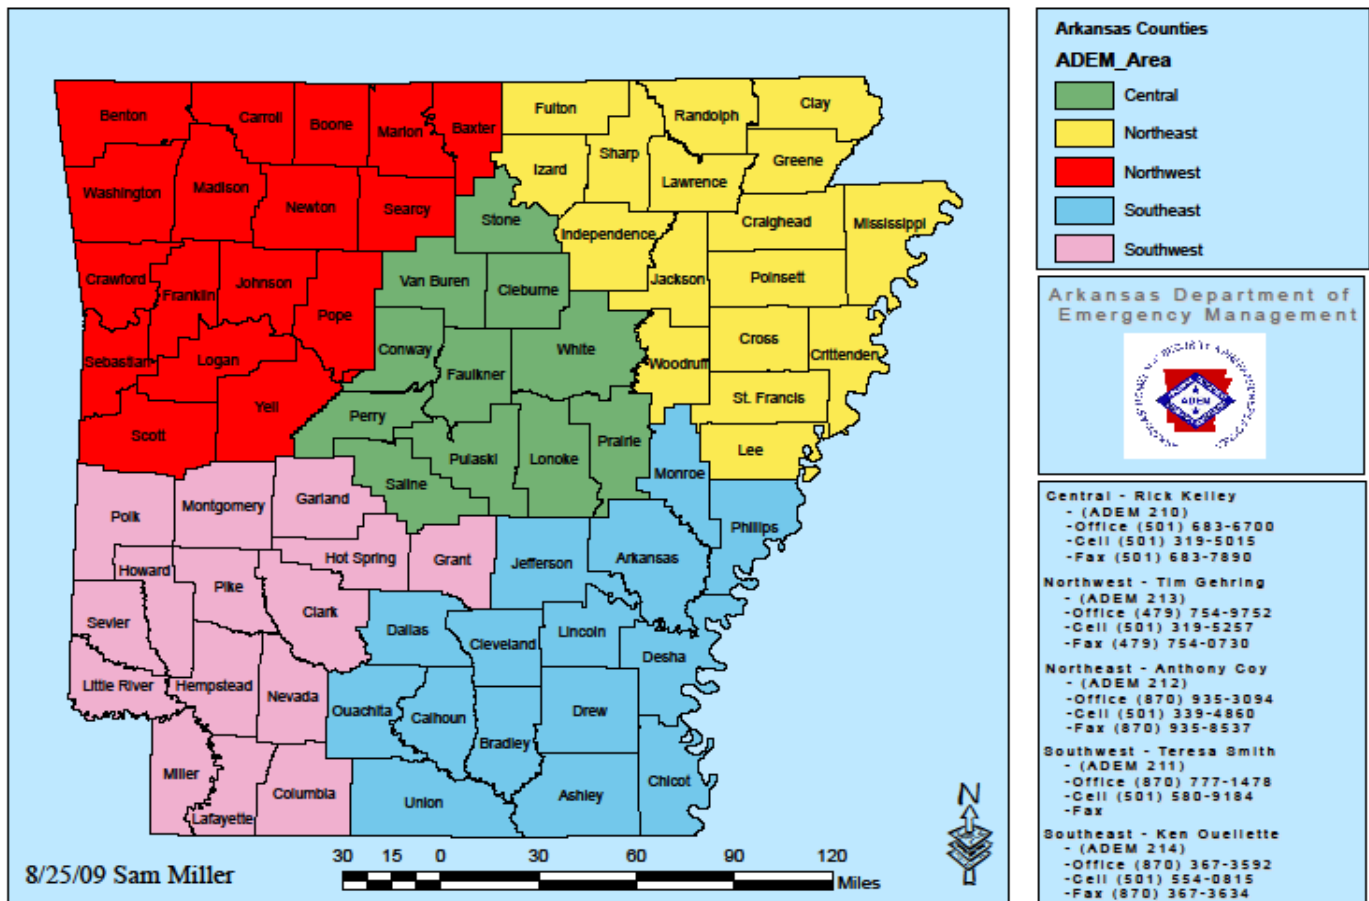 Benton
Carroll
Boone
Marion
Baxter
Fulton
Randolph
Clay
Sharp
Izard
Greene
Lawrence
Washington
Madison
Newton
Searcy
Stone
Independence
Craighead
Mississippi
Crawford
Franklin
Johnson
Pope
Van Buren
Cleburne
Jackson
Poinsett
Sebastian
Logan
Conway
Faulkner
White
Woodruff
Cross
Crittenden
Scott
Yell
Perry
Saline
Pulaski
Lonoke
Prairie
St. Francis
Lee
Monroe
Polk
Montgomery
Garland
Hot Spring
Grant
Jefferson
Arkansas
Phillips
Howard
Pike
Clark
Sevier
Dallas
Cleveland
Lincoln
Desha
Little River
Hempstead
Nevada
Ouachita
Calhoun
Bradley
Drew
Miller
Lafayette
Columbia
Union
Ashley
Chicot
N
30 15 0 30 60 90 120
Miles
8/25/09 Sam Miller
Arkansas Counties
ADEM_Area
Central
Northeast
Northwest
Southeast
Southwest
Arkansas Department of
Emergency Management
ADEM
Central - Rick Kelley
- (ADEM 210)
-Office (501) 683-6700
-Cell (501) 319-5015
-Fax (501) 683-7890
Northwest - Tim Gehring
- (ADEM 213)
-Office (479) 754-9752
-Cell (501) 319-5257
-Fax (479) 754-0730
Northeast - Anthony Coy
- (ADEM 212)
-Office (870) 935-3094
-Cell (501) 339-4860
-Fax (870) 935-8537
Southwest - Teresa Smith
- (ADEM 211)
-Office (870) 777-1478
-Cell (501) 580-9184
-Fax
Southeast - Ken Ouellette
- (ADEM 214)
-Office (870) 367-3592
-Cell (501) 554-0815
-Fax (870) 367-3634